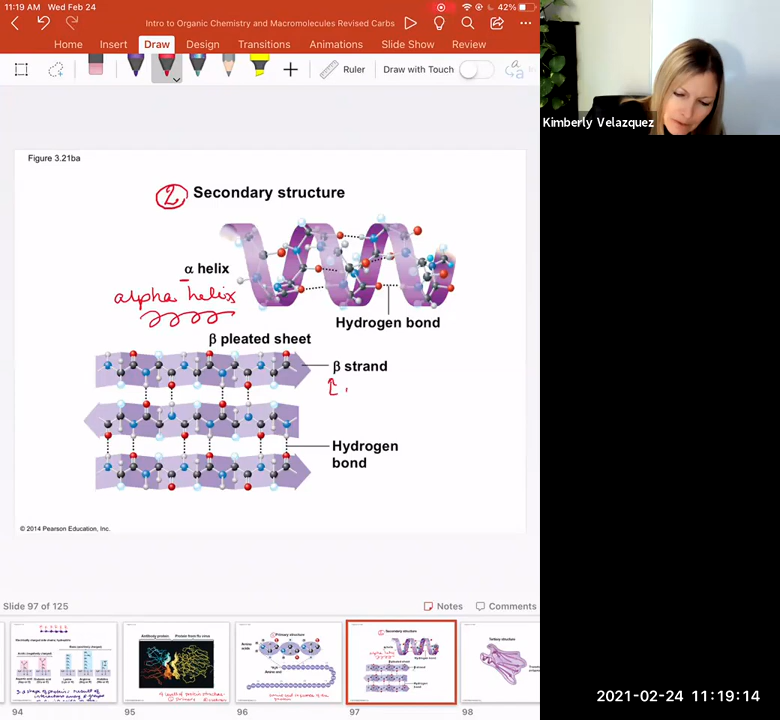 11:19 AM Wed Feb 24
42%
Intro to Organic Chemistry and Macromolecules Revised Carbs
Home Insert Draw Design Transitions Animations Slide Show Review
Ruler
Draw with Touch
Kimberly Velazquez
Figure 3.21ba
2 Secondary structure
α helix
alpha helix
Hydrogen bond
β pleated sheet
β strand
Hydrogen
bond
© 2014 Pearson Education, Inc.
Slide 97 of 125
Notes
Comments
Antibody protein
Protein from flu virus
Primary structure
Secondary structure
Tertiary structure
94
95
96
97
98
2021-02-24 11:19:14